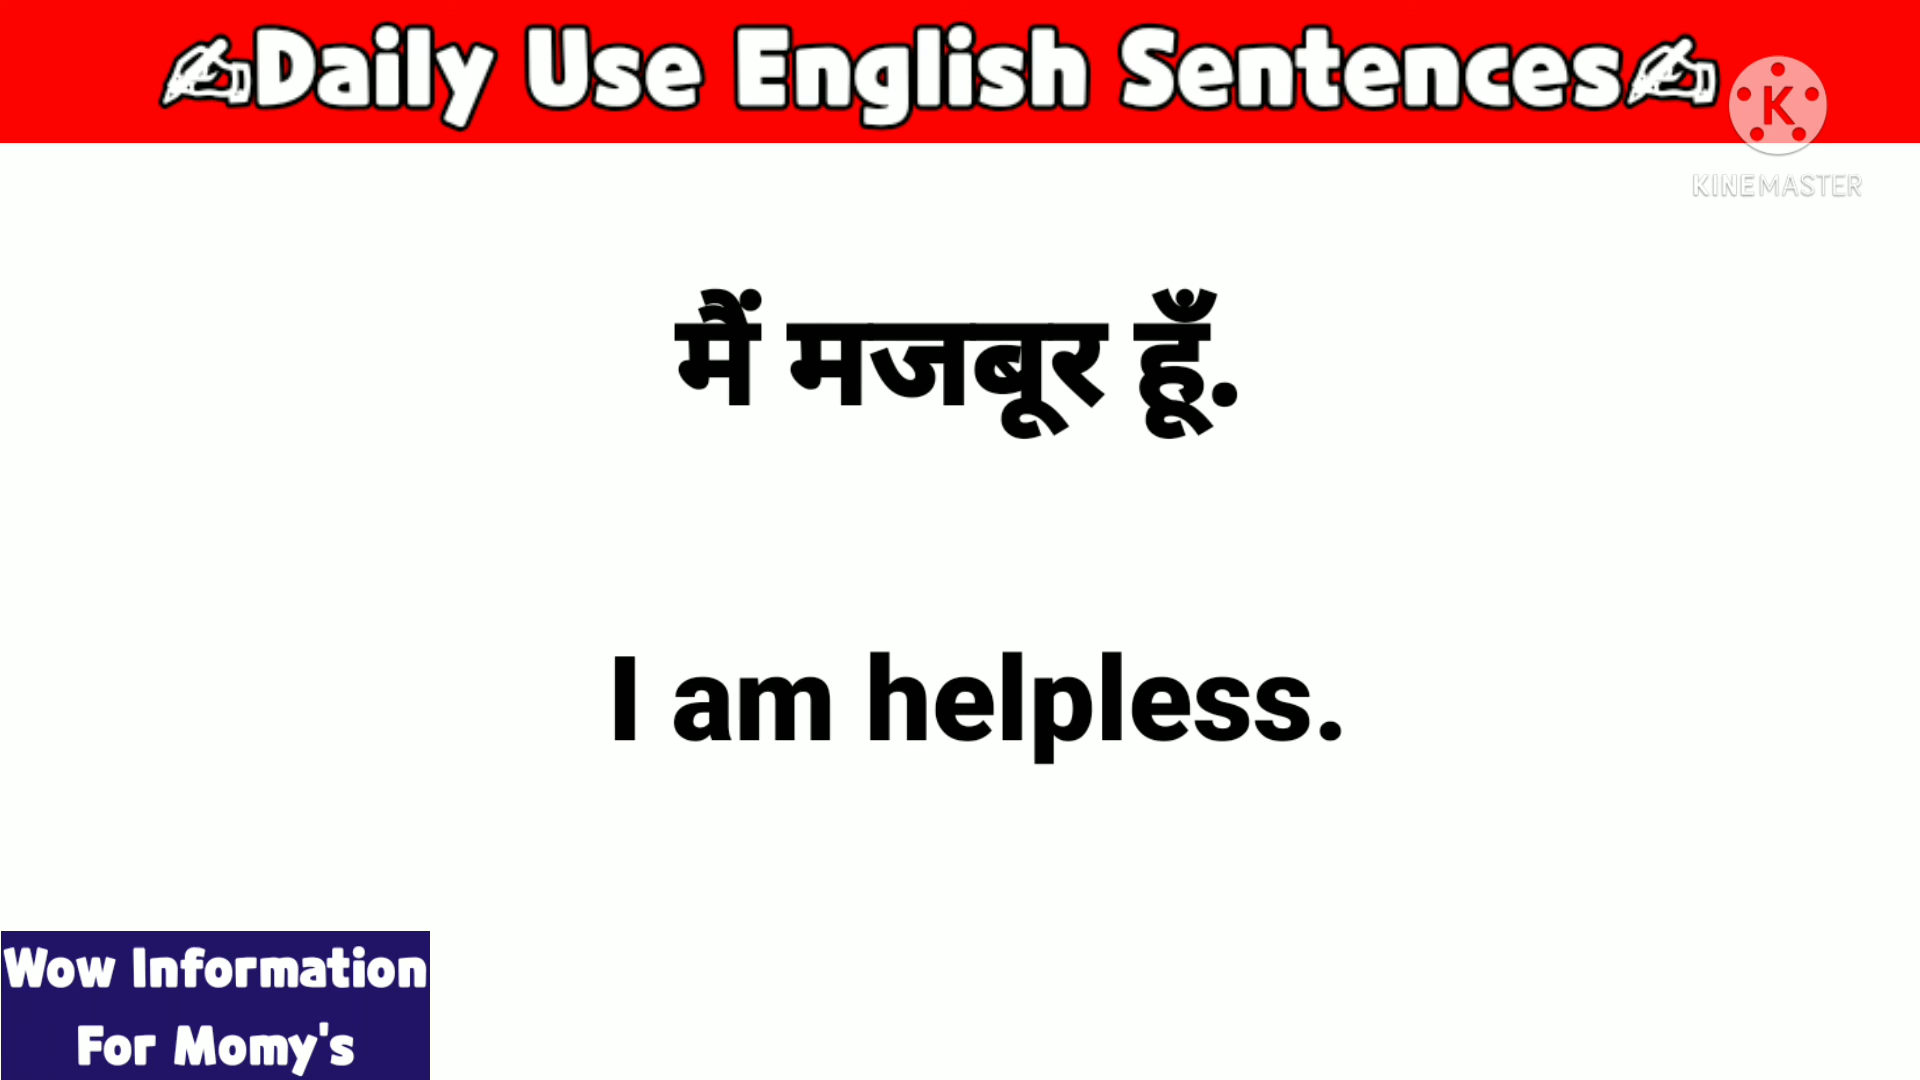 ✍Daily Use English Sentences✍
K
KINEMASTER
मैं मजबूर हूँ.
I am helpless.
Wow Information
For Momy's